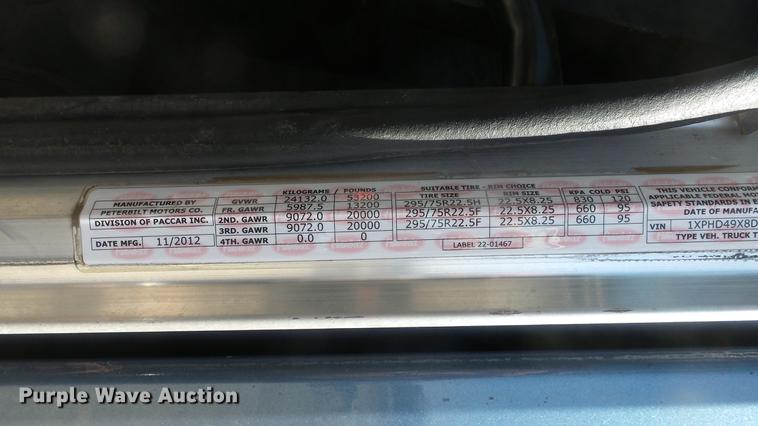 KILOGRAMS / POUNDS SUITABLE TIRE - RIM CHOICE
GVWR 24132.0 53200 TIRE SIZE RIM SIZE KPA COLD PSI THIS VEHICLE CONFORM
MANUFACTURED BY FR. GAWR 5987.5 13200 295/75R22.5H 22.5X8.25 830 120 APPLICABLE FEDERAL MOT
PETERBILT MOTORS CO. 2ND. GAWR 9072.0 20000 295/75R22.5F 22.5X8.25 660 95 SAFETY STANDARDS IN E
DIVISION OF PACCAR INC. 3RD. GAWR 9072.0 20000 295/75R22.5F 22.5X8.25 660 95 DATE OF MANUFA
DATE MFG. 11/2012 4TH. GAWR 0.0 0 LABEL 22-01467 VIN 1XPHD49X8D
TYPE VEH. TRUCK T
Purple Wave Auction